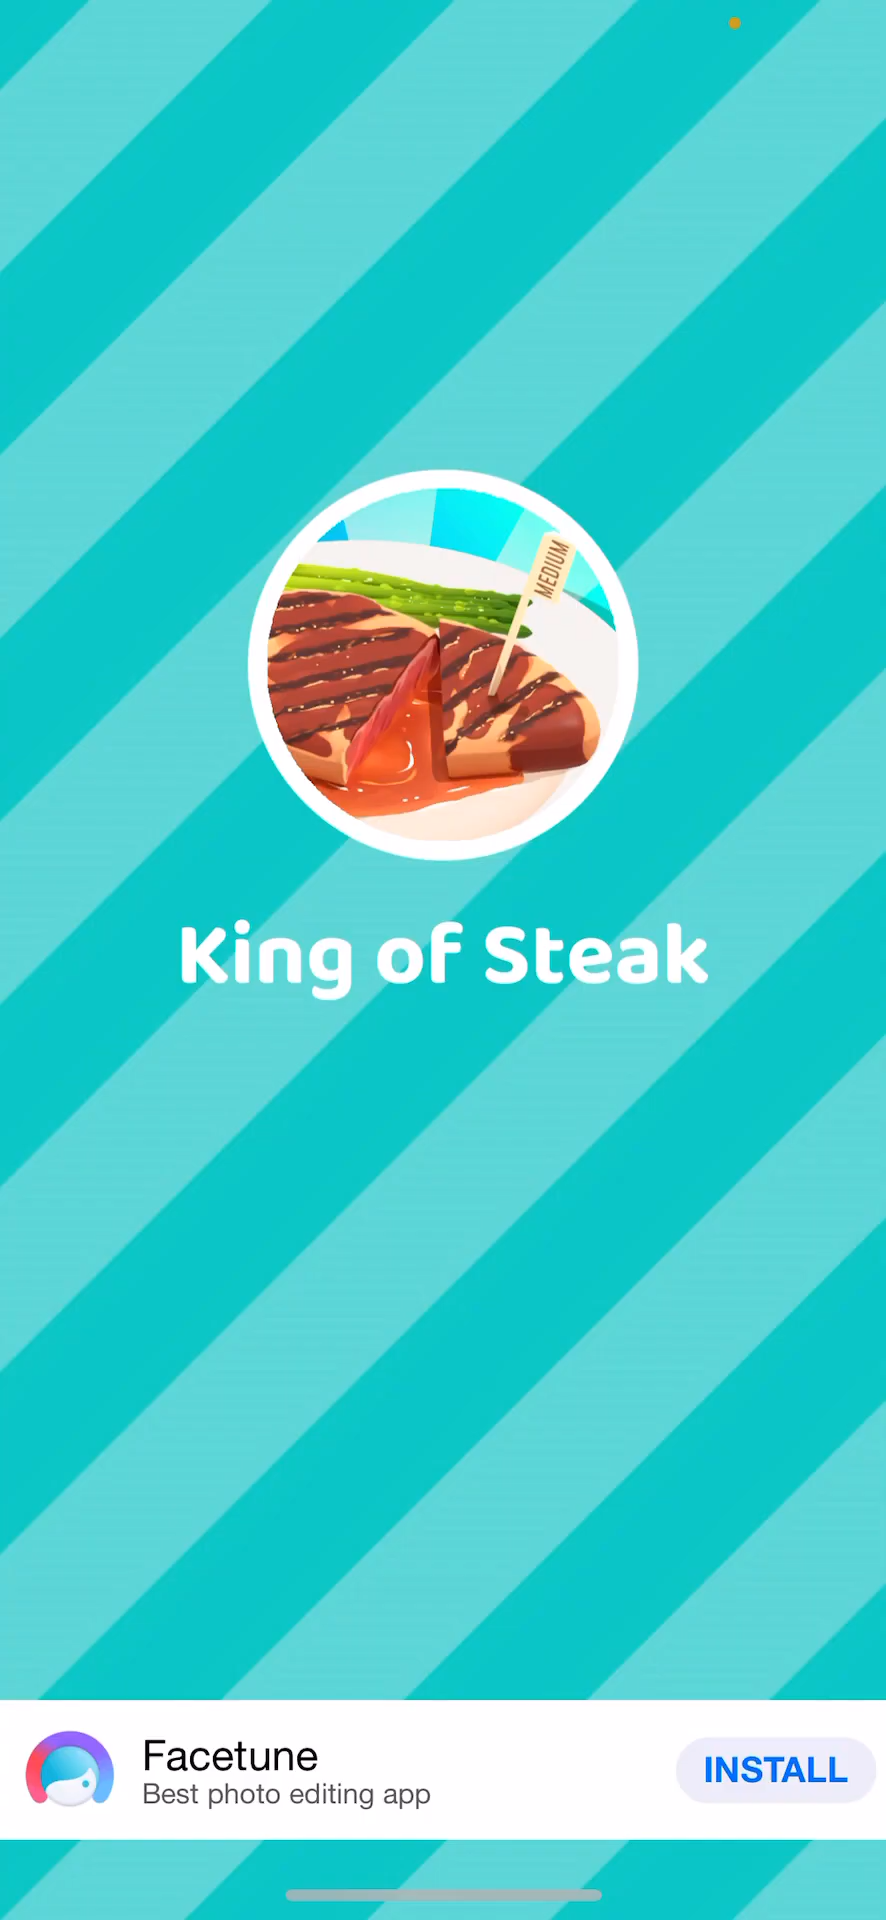 MEDIUM
King of Steak
Facetune
Best photo editing app
INSTALL